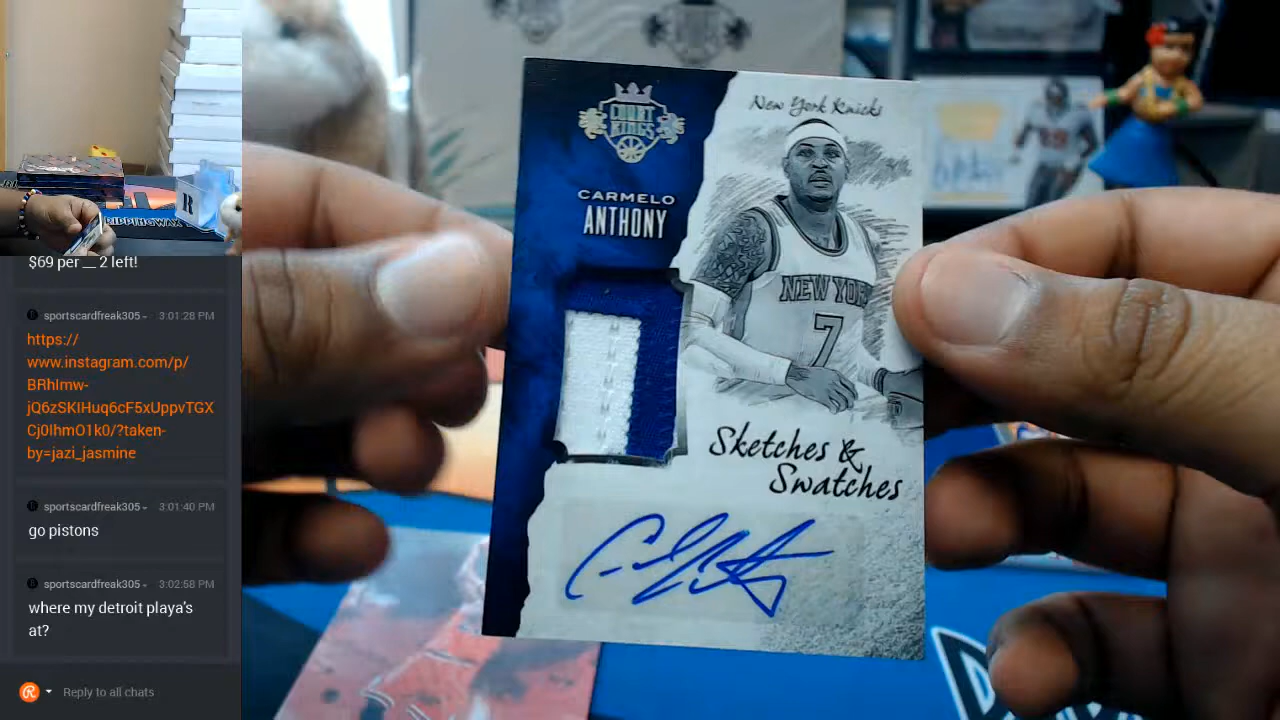 $69 per __ 2 left!
sportscardfreak305 3:01:28 PM
https://
www.instagram.com/p/
BRhImw-
jQ6zSKIHuq6cF5xUppvTGX
Cj0IhmO1k0/?taken-
by=jazi_jasmine
sportscardfreak305 3:01:40 PM
go pistons
sportscardfreak305 3:02:58 PM
where my detroit playa's
at?
Reply to all chats
RIPPINGWAX
R
New York Knicks
COURT
KINGS
CARMELO
ANTHONY
NEW YORK
7
Sketches &
Swatches